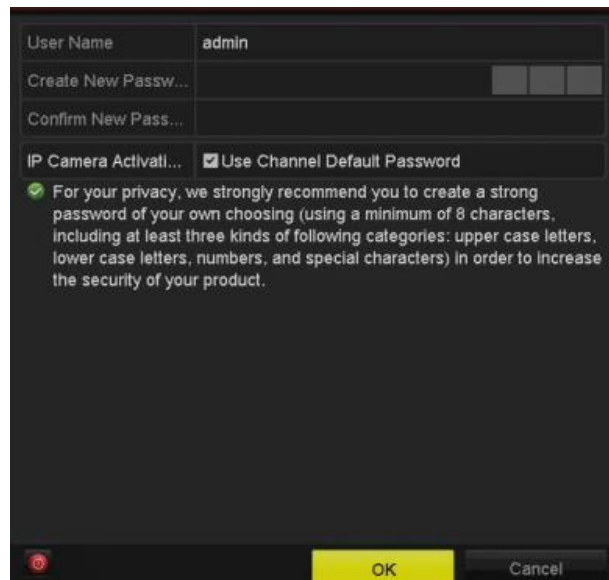 User Name admin
Create New Passw...
Confirm New Pass...
IP Camera Activati... Use Channel Default Password
For your privacy, we strongly recommend you to create a strong
password of your own choosing (using a minimum of 8 characters,
including at least three kinds of following categories: upper case letters,
lower case letters, numbers, and special characters) in order to increase
the security of your product.
OK Cancel